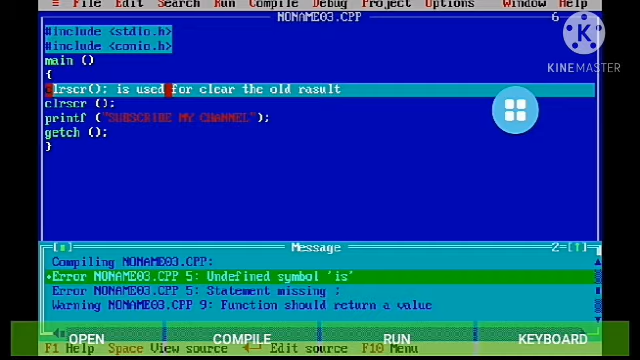 ≡ File Edit Search Run Compile Debug Project Options Window Help
NONAME03.CPP 6
#include <stdlo.h>
#include <conio.h>
main ()
{
clrscr(): is used for clear the old rasult
clrscr ();
printf ("SUBSCRIBE MY CHANNEL");
getch ();
}
KINEMASTER
Message 2=[↑]
Compiling NONAME03.CPP:
•Error NONAME03.CPP 5: Undefined symbol 'is'
Error NONAME03.CPP 5: Statement missing ;
Warning NONAME03.CPP 9: Function should return a value
OPEN COMPILE RUN KEYBOARD
F1 Help Space View source Edit source F10 Menu